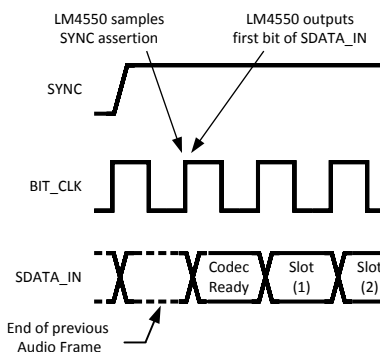 LM4550 samples
SYNC assertion
LM4550 outputs
first bit of SDATA_IN
SYNC
BIT_CLK
SDATA_IN
Codec
Ready
Slot
(1)
Slot
(2)
End of previous
Audio Frame